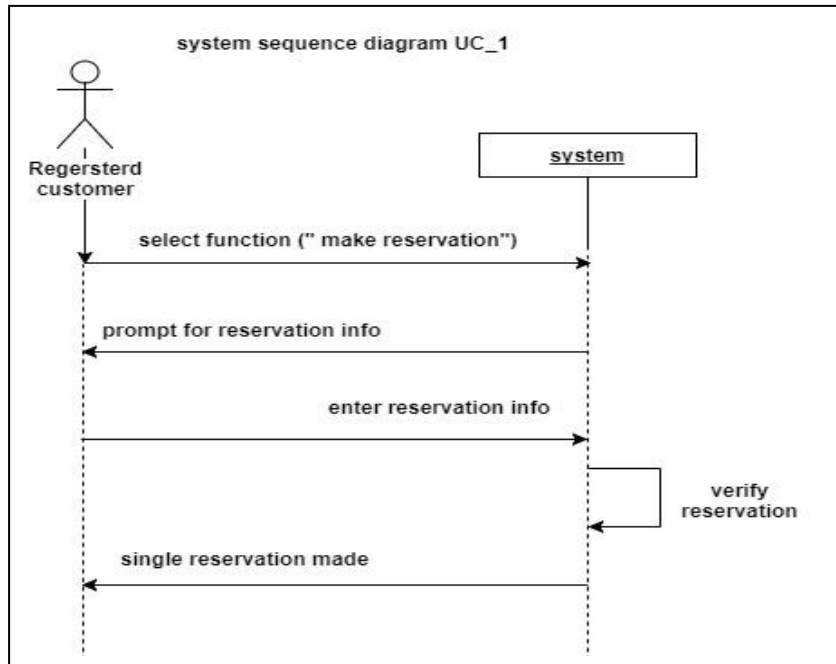 system sequence diagram UC_1
Regersterd
customer
system
select function (" make reservation")
prompt for reservation info
enter reservation info
verify
reservation
single reservation made